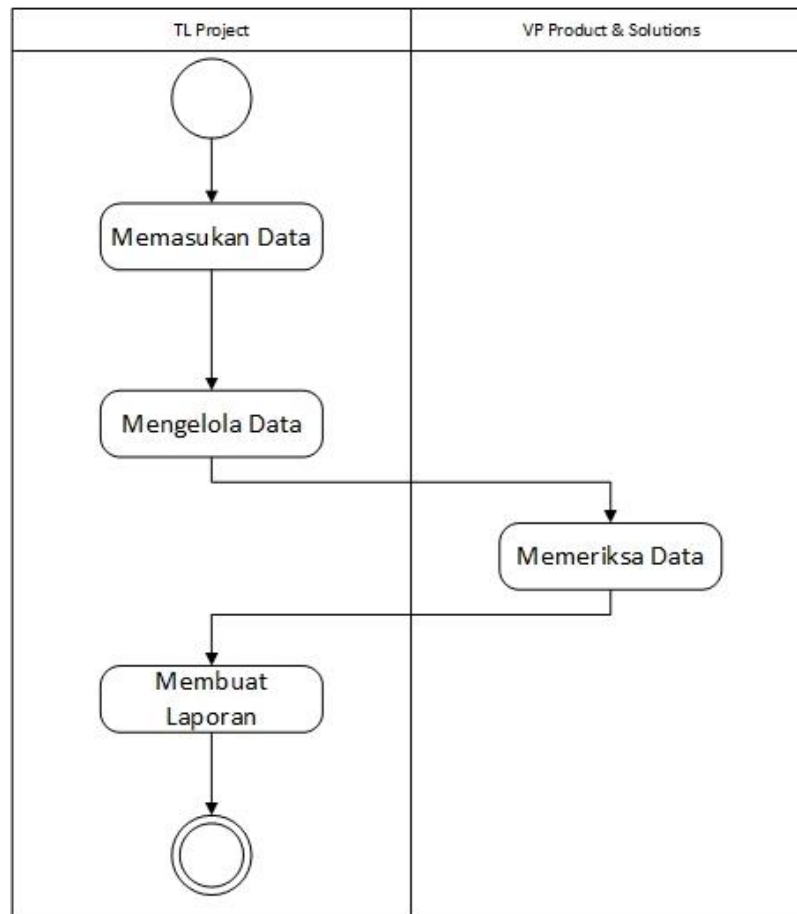 TL Project
VP Product & Solutions
Memasukan Data
Mengelola Data
Memeriksa Data
Membuat
Laporan